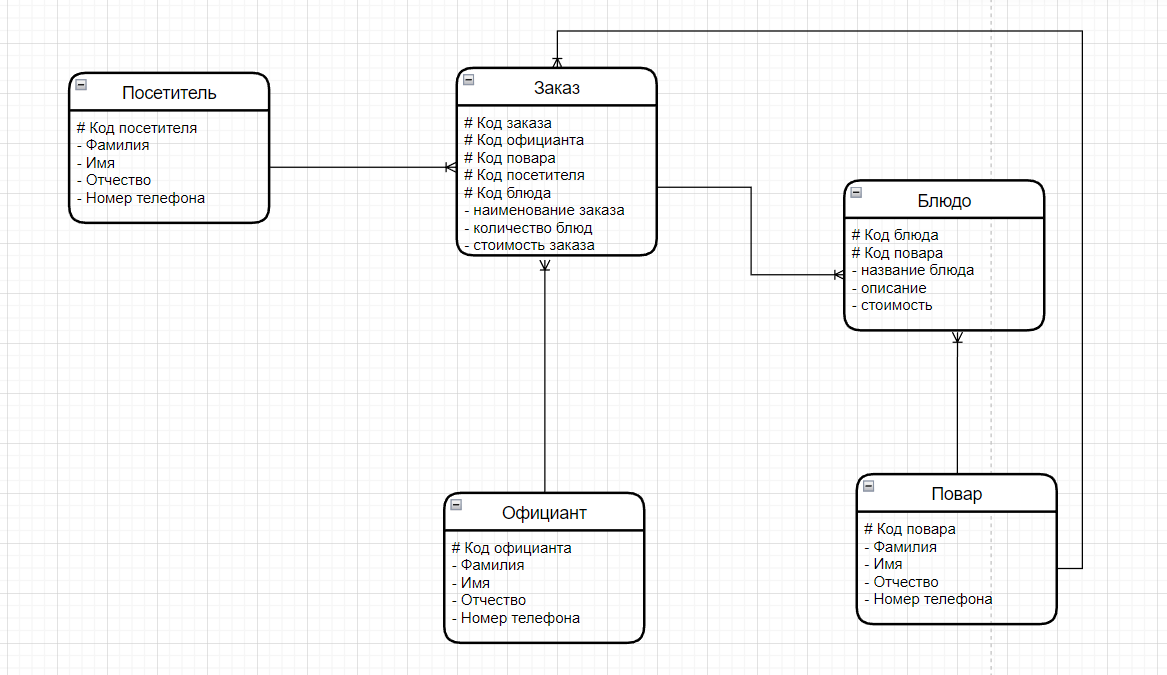 Посетитель
# Код посетителя
- Фамилия
- Имя
- Отчество
- Номер телефона
Заказ
# Код заказа
# Код официанта
# Код повара
# Код посетителя
# Код блюда
- наименование заказа
- количество блюд
- стоимость заказа
Блюдо
# Код блюда
# Код повара
- название блюда
- описание
- стоимость
Официант
# Код официанта
- Фамилия
- Имя
- Отчество
- Номер телефона
Повар
# Код повара
- Фамилия
- Имя
- Отчество
- Номер телефона